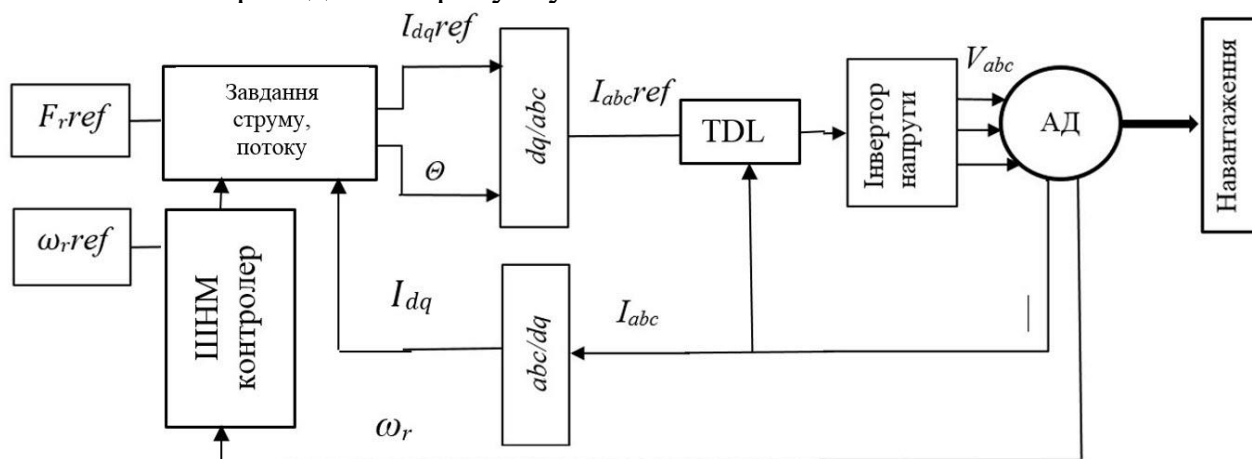 I_dq ref
F_r ref
Завдання
струму,
потоку
Θ
dq/abc
I_abc ref
TDL
Інвертор
напруги
V_abc
АД
Навантаження
ω_r ref
ШНМ
контролер
I_dq
abc/dq
I_abc
ω_r